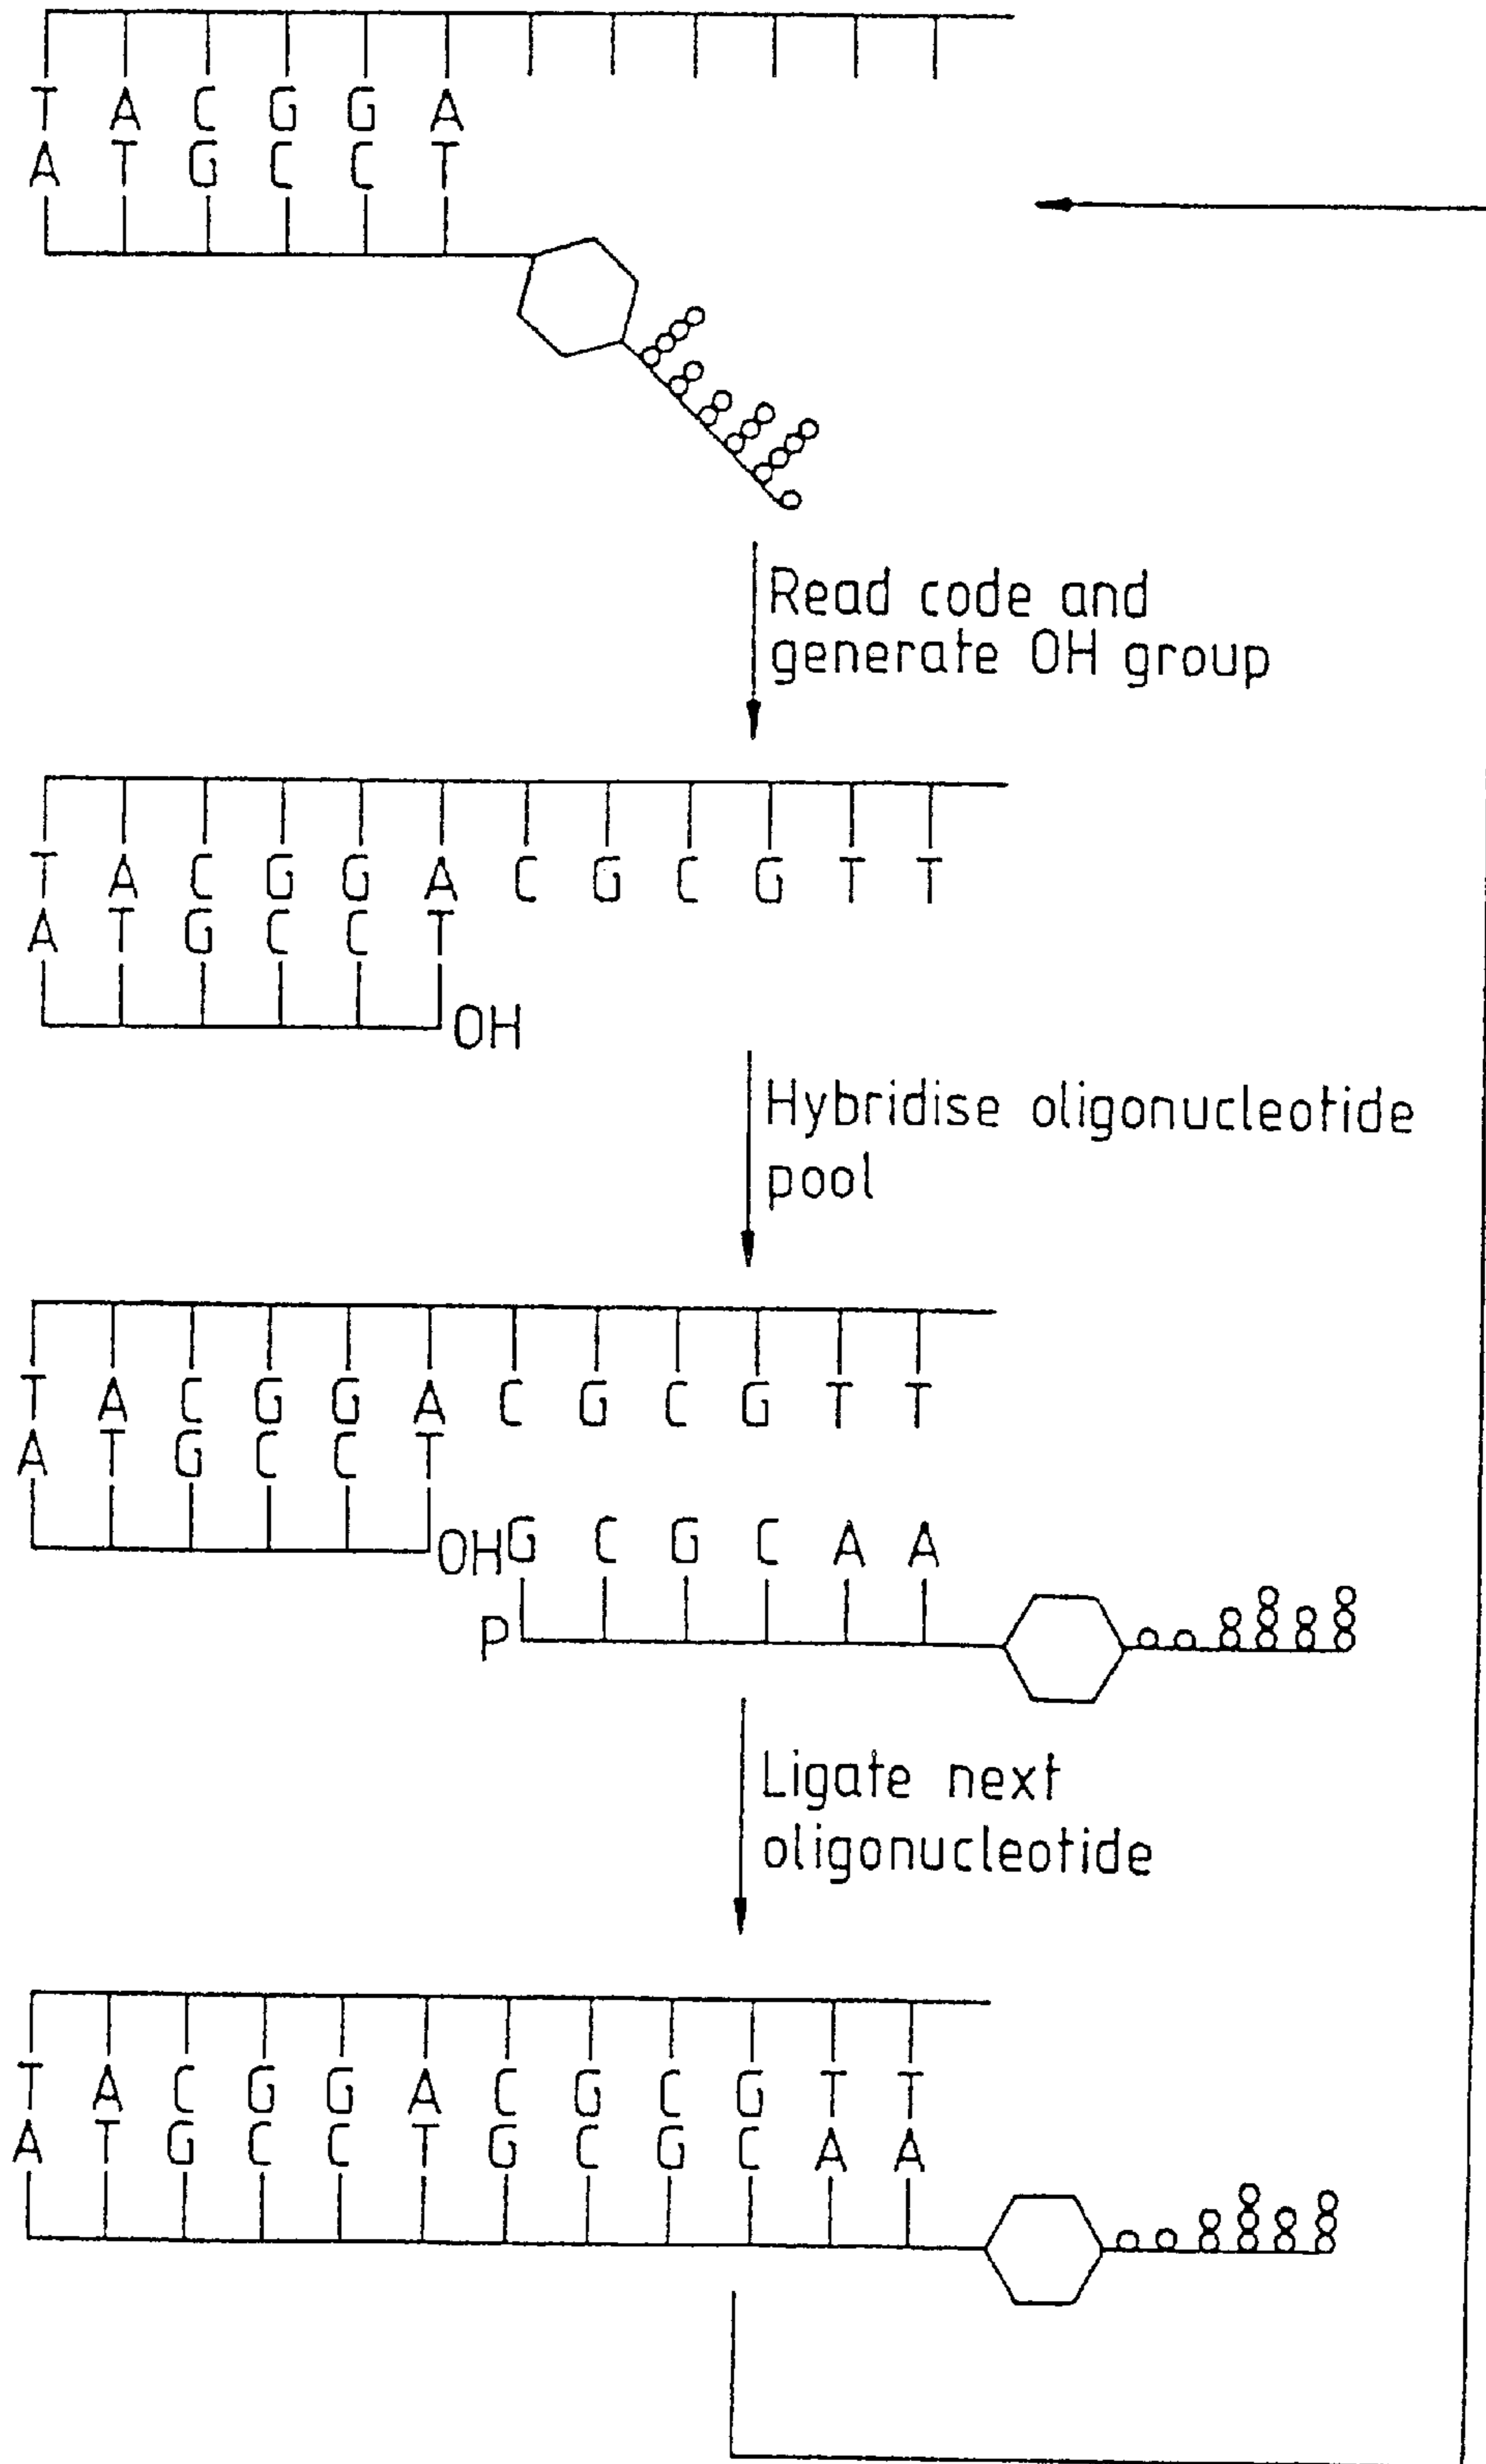 T A C G G A
A T G C C T
Read code and
generate OH group
T A C G G A C G C G T T
A T G C C T
OH
Hybridise oligonucleotide
pool
T A C G G A C G C G T T
A T G C C T
OH G C G C A A
P
Ligate next
oligonucleotide
T A C G G A C G C G T T
A T G C C T G C G C A A